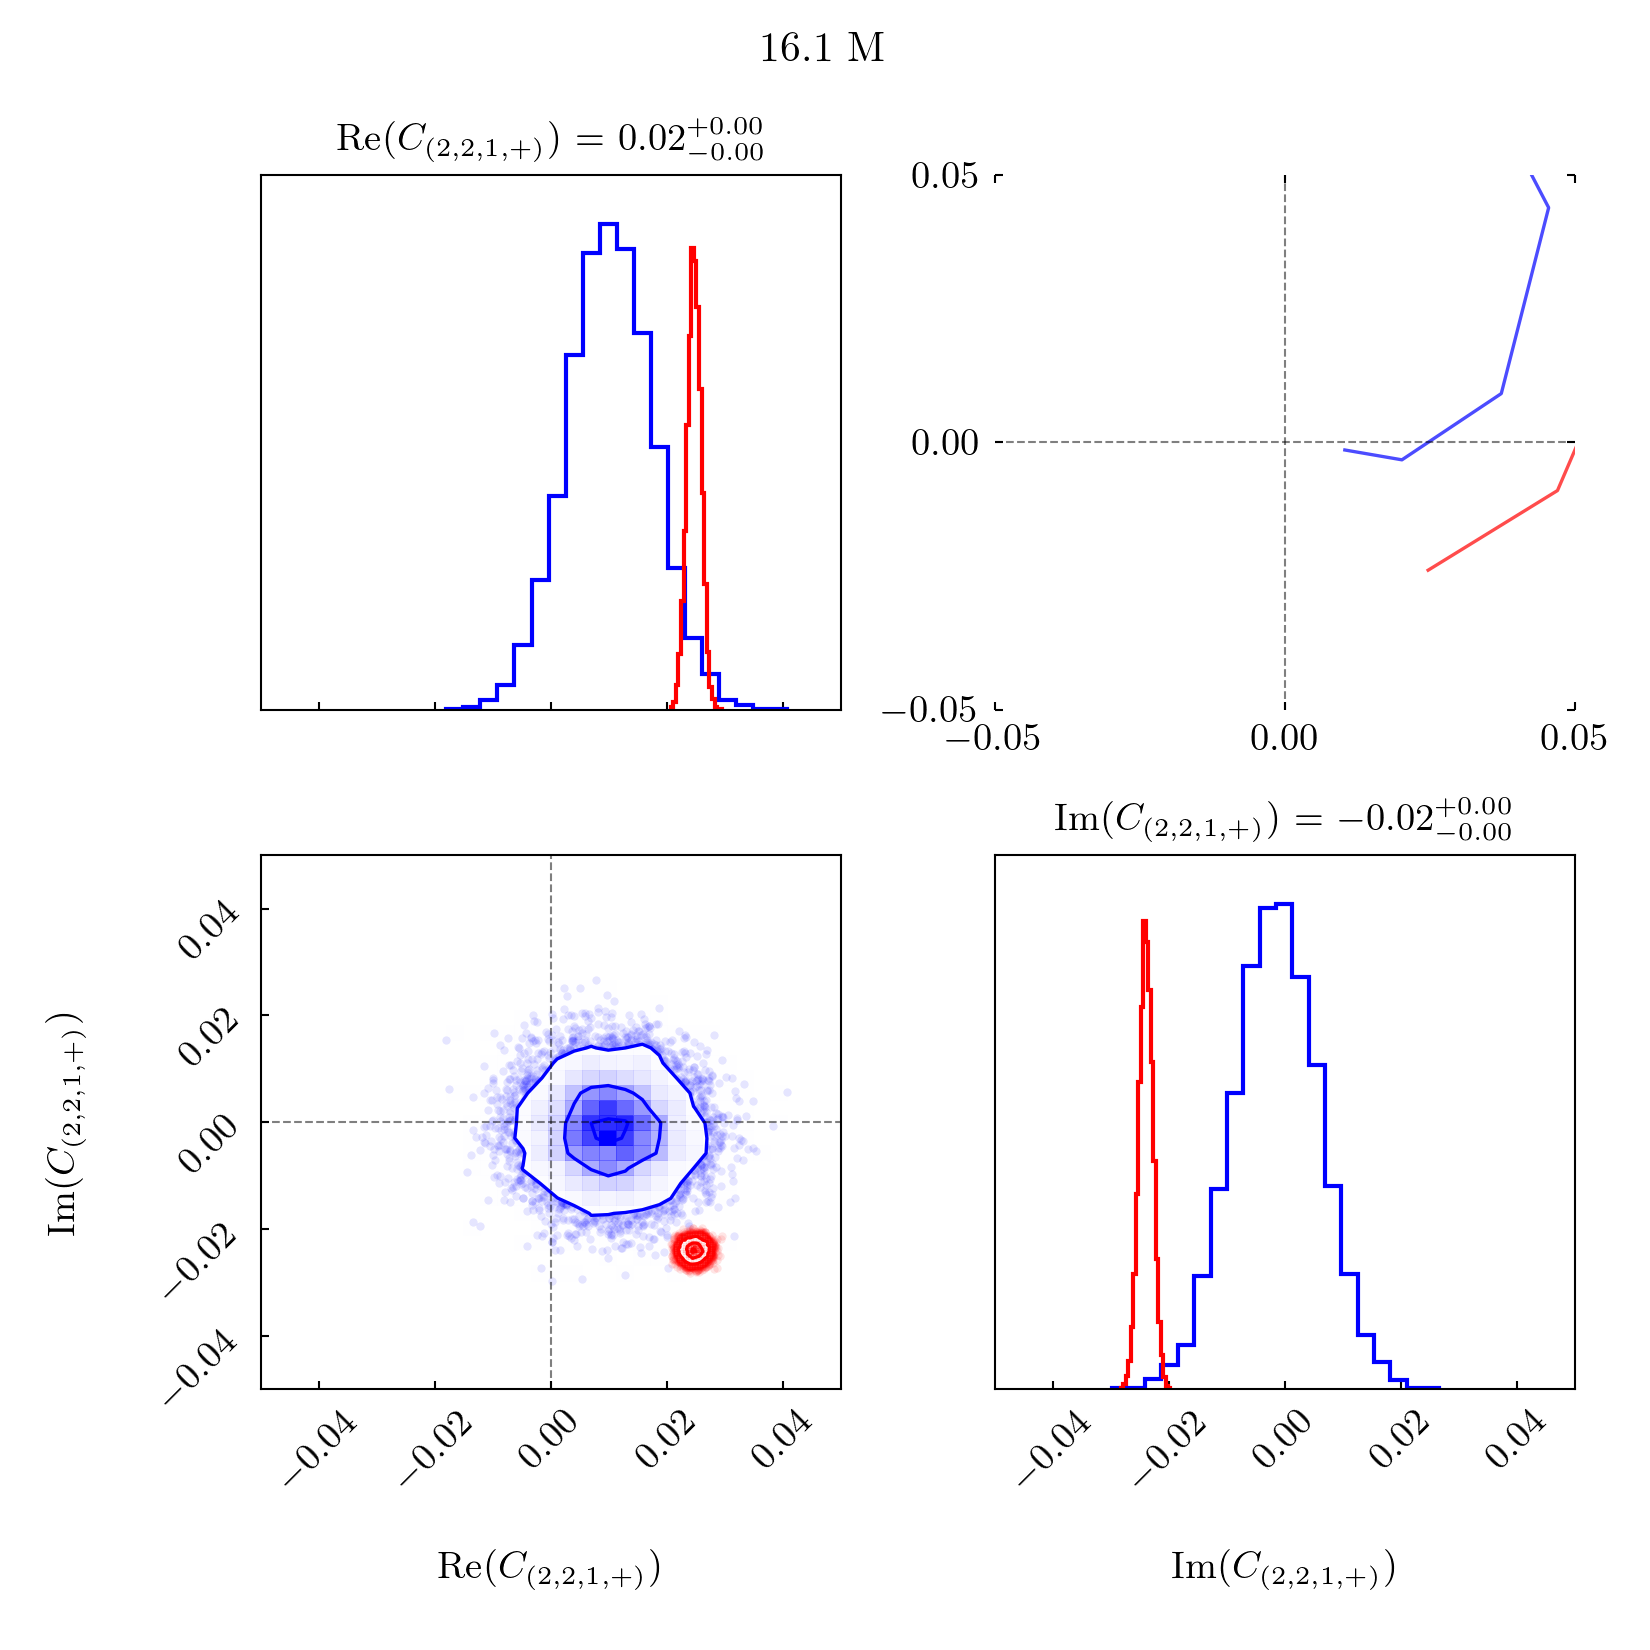 16.1 M
Re(C_{(2,2,1,+)}) = 0.02^{+0.00}_{-0.00}
0.05
0.00
−0.05
−0.05 0.00 0.05
Im(C_{(2,2,1,+)}) = −0.02^{+0.00}_{-0.00}
Im(C_{(2,2,1,+)})
0.04
0.02
0.00
−0.02
−0.04
−0.04 −0.02 0.00 0.02 0.04
Re(C_{(2,2,1,+)})
−0.04 −0.02 0.00 0.02 0.04
Im(C_{(2,2,1,+)})